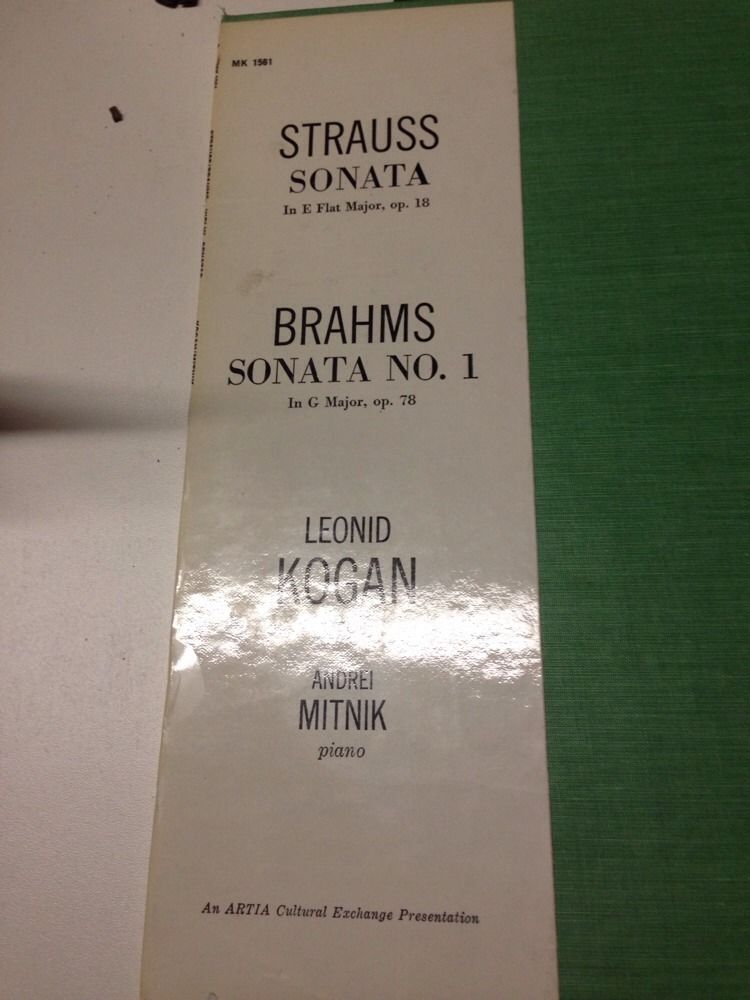 MK 1561
STRAUSS
SONATA
In E Flat Major, op. 18
BRAHMS
SONATA NO. 1
In G Major, op. 78
LEONID
KOGAN
ANDREI
MITNIK
piano
An ARTIA Cultural Exchange Presentation